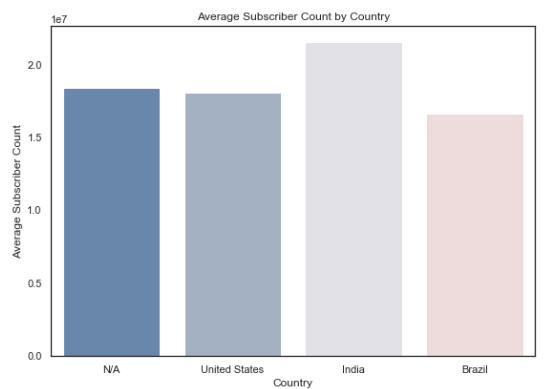 Average Subscriber Count by Country
1e7
2.0
1.5
1.0
0.5
0.0
Average Subscriber Count
N/A
United States
India
Brazil
Country